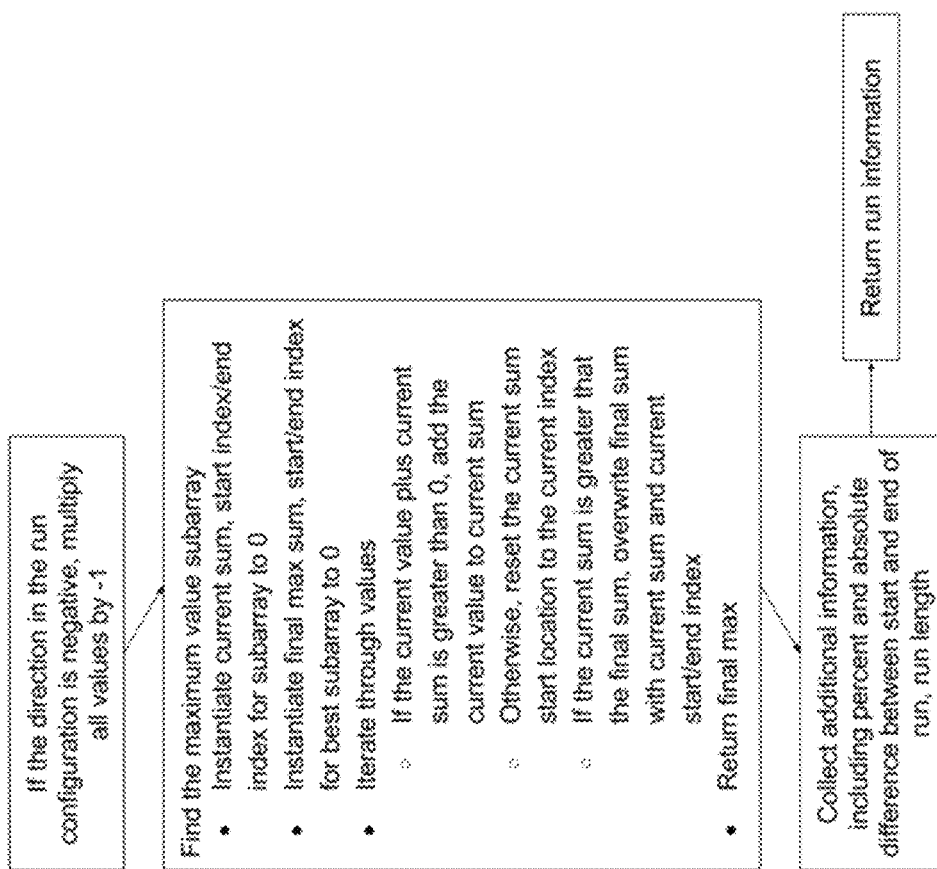 If the direction in the run
configuration is negative, multiply
all values by -1
Find the maximum value subarray
• Instantiate current sum, start index/end
index for subarray to 0
• Instantiate final max sum, start/end index
for best subarray to 0
• Iterate through values
○ If the current value plus current
sum is greater than 0, add the
current value to current sum
○ Otherwise, reset the current sum
start location to the current index
○ If the current sum is greater that
the final sum, overwrite final sum
with current sum and current
start/end index
• Return final max
Collect additional information,
including percent and absolute
difference between start and end of
run, run length
Return run information